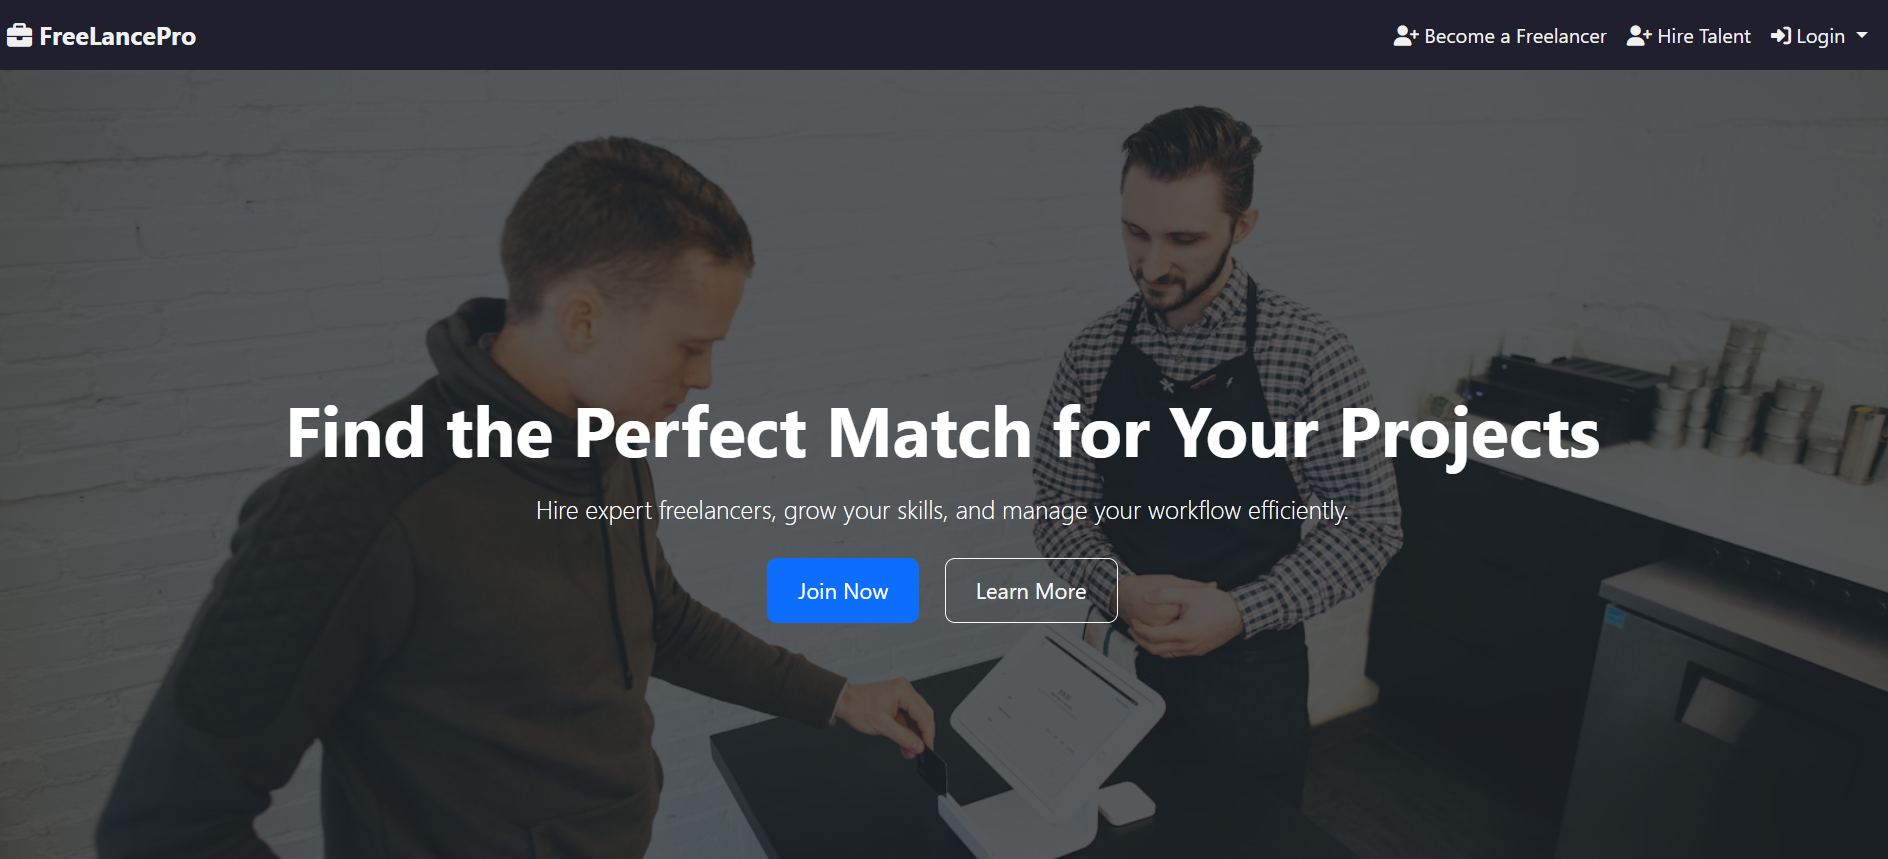 FreeLancePro
Become a Freelancer
Hire Talent
Login
Find the Perfect Match for Your Projects
Hire expert freelancers, grow your skills, and manage your workflow efficiently.
Join Now
Learn More